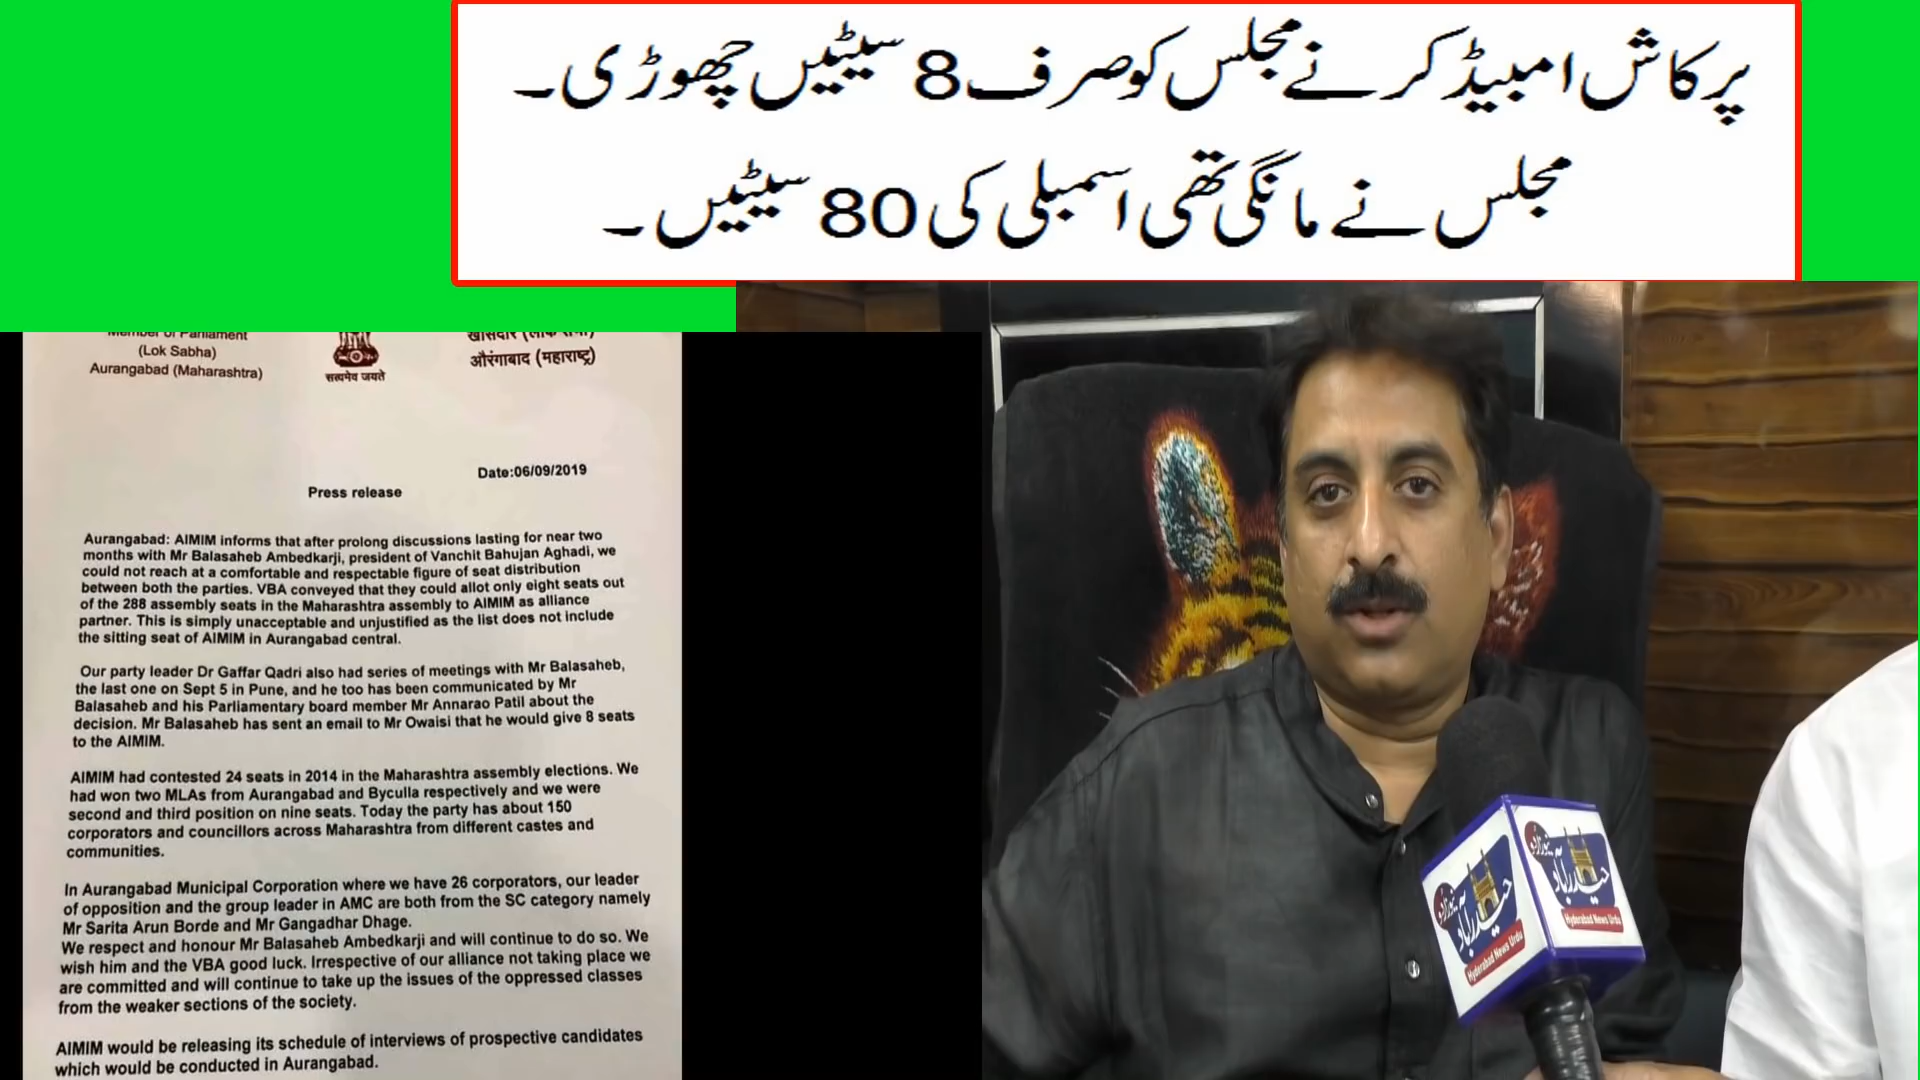 پرکاش امبیڈکر نے مجلس کو صرف 8 سیٹیں چھوڑی۔
مجلس نے مانگی تھی اسمبلی کی 80 سیٹیں۔
Member of Parliament
(Lok Sabha)
Aurangabad (Maharashtra)
सत्यमेव जयते
खासदार (लोक सभा)
औरंगाबाद (महाराष्ट्र)
Date:06/09/2019
Press release
Aurangabad: AIMIM informs that after prolong discussions lasting for near two
months with Mr Balasaheb Ambedkarji, president of Vanchit Bahujan Aghadi, we
could not reach at a comfortable and respectable figure of seat distribution
between both the parties. VBA conveyed that they could allot only eight seats out
of the 288 assembly seats in the Maharashtra assembly to AIMIM as alliance
partner. This is simply unacceptable and unjustified as the list does not include
the sitting seat of AIMIM in Aurangabad central.
Our party leader Dr Gaffar Qadri also had series of meetings with Mr Balasaheb,
the last one on Sept 5 in Pune, and he too has been communicated by Mr
Balasaheb and his Parliamentary board member Mr Annarao Patil about the
decision. Mr Balasaheb has sent an email to Mr Owaisi that he would give 8 seats
to the AIMIM.
AIMIM had contested 24 seats in 2014 in the Maharashtra assembly elections. We
had won two MLAs from Aurangabad and Byculla respectively and we were
second and third position on nine seats. Today the party has about 150
corporators and councillors across Maharashtra from different castes and
communities.
In Aurangabad Municipal Corporation where we have 26 corporators, our leader
of opposition and the group leader in AMC are both from the SC category namely
Mr Sarita Arun Borde and Mr Gangadhar Dhage.
We respect and honour Mr Balasaheb Ambedkarji and will continue to do so. We
wish him and the VBA good luck. Irrespective of our alliance not taking place we
are committed and will continue to take up the issues of the oppressed classes
from the weaker sections of the society.
AIMIM would be releasing its schedule of interviews of prospective candidates
which would be conducted in Aurangabad.
حیدرآباد نیوز اُردو
Hyderabad News Urdu
حیدرآباد نیوز اُردو
Hyderabad News Urdu